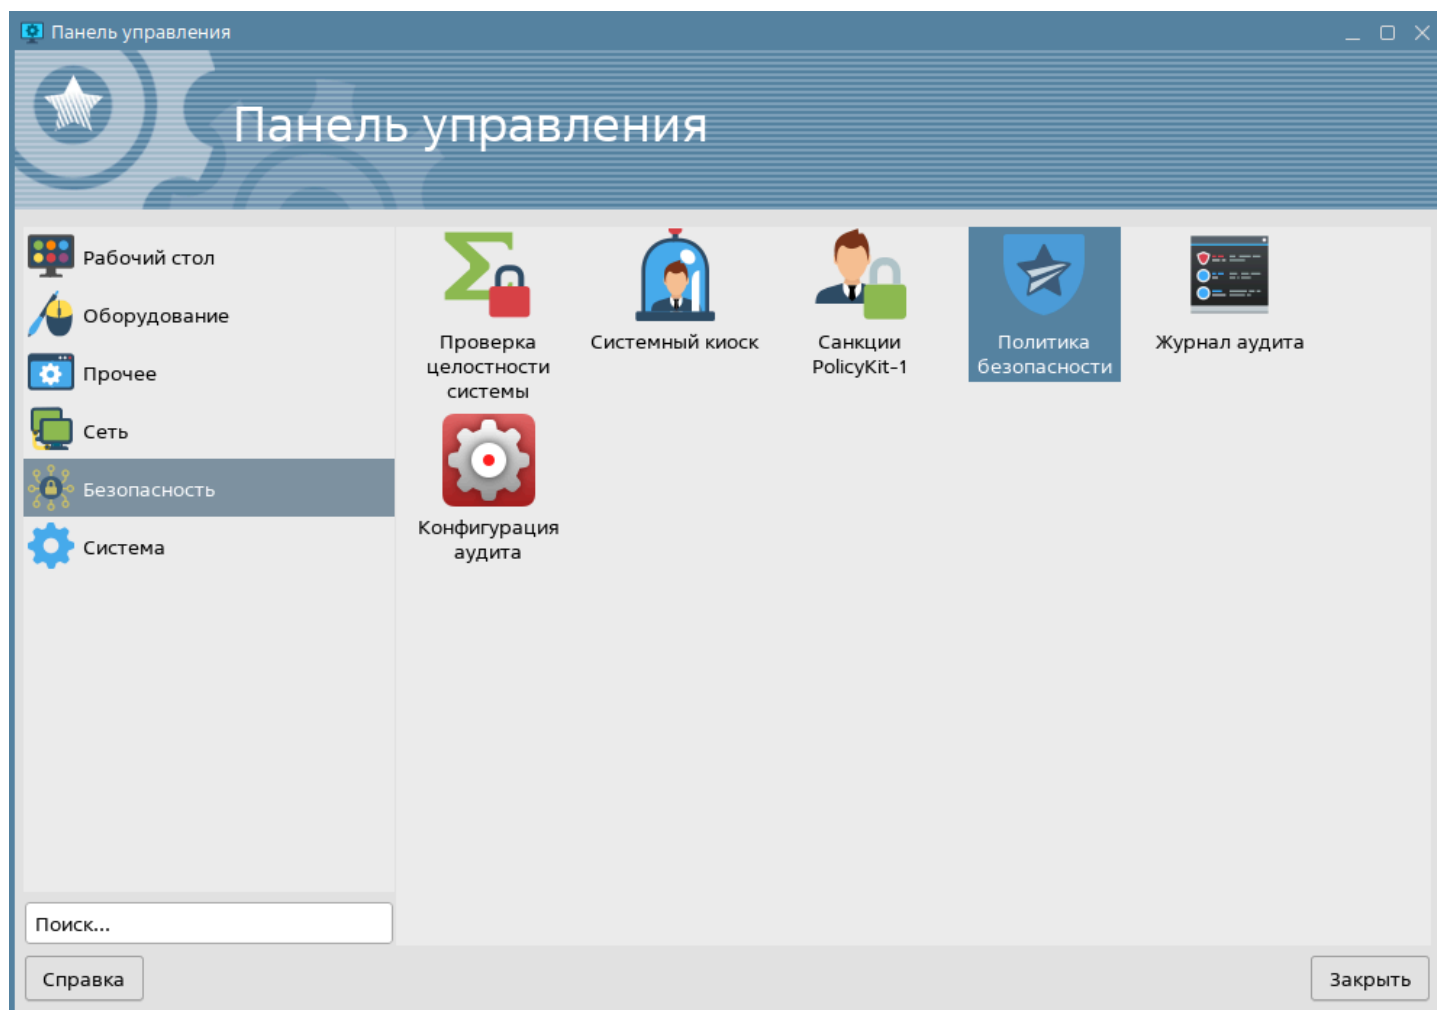 Панель управления
Панель управления
Рабочий стол
Оборудование
Прочее
Сеть
Безопасность
Система
Проверка
целостности
системы
Системный киоск
Санкции
PolicyKit-1
Политика
безопасности
Журнал аудита
Конфигурация
аудита
Поиск...
Справка
Закрыть